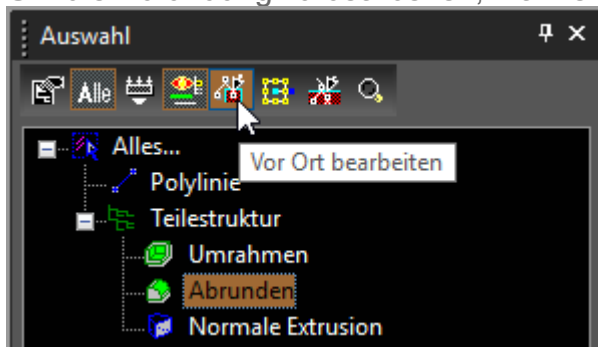 Auswahl
Alle
Alles...
Vor Ort bearbeiten
Polylinie
Teilestruktur
Umrahmen
Abrunden
Normale Extrusion